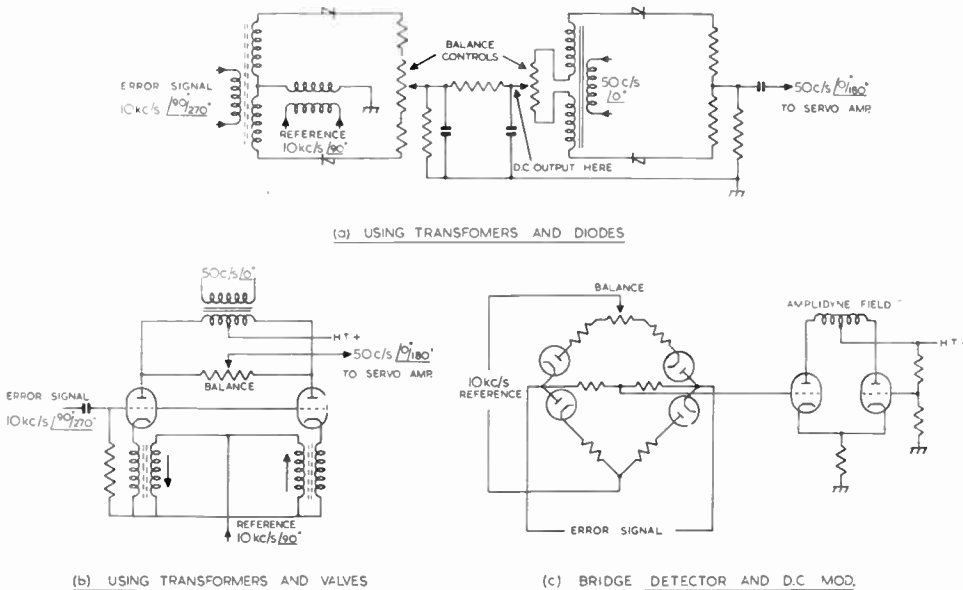 ERROR SIGNAL
10kc/s /90°/270°
REFERENCE
10kc/s /90°
BALANCE
CONTROLS
D.C OUTPUT HERE
50c/s
/0°
50c/s /0°/180°
TO SERVO AMP.
(a) USING TRANSFOMERS AND DIODES
50c/s /0°
HT+
50c/s /0°/180°
TO SERVO AMP.
BALANCE
ERROR SIGNAL
10kc/s /90°/270°
REFERENCE
10kc/s /90°
(b) USING TRANSFORMERS AND VALVES
BALANCE
10kc/s
REFERENCE
ERROR SIGNAL
AMPLIDYNE FIELD
HT+
(c) BRIDGE DETECTOR AND D.C MOD.